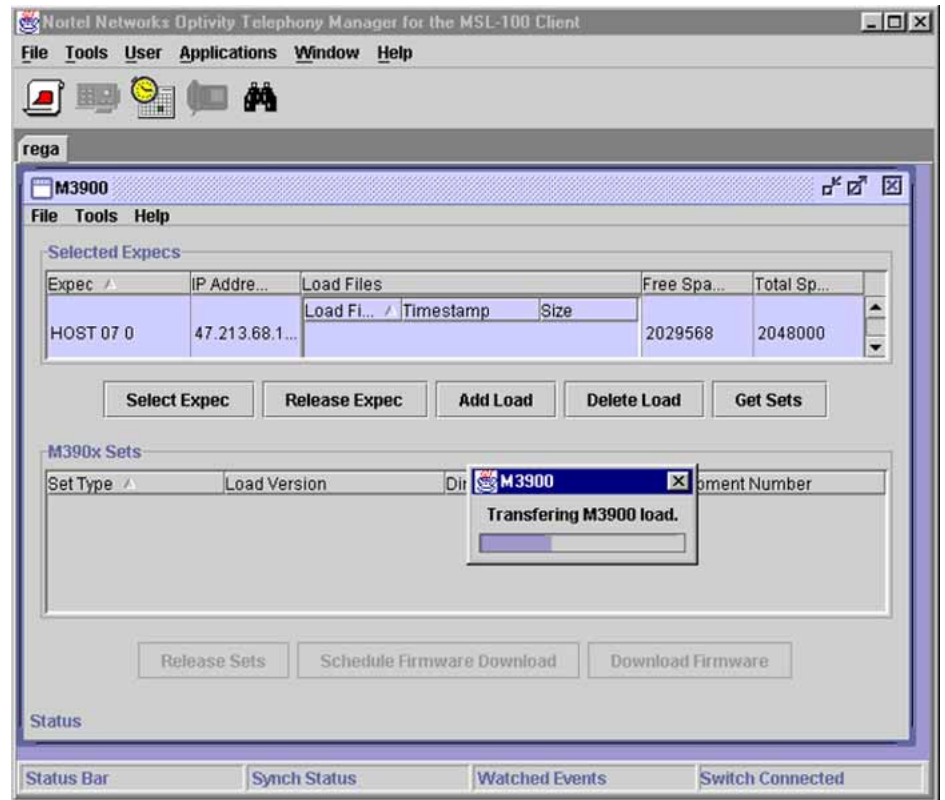 Nortel Networks Optivity Telephony Manager for the MSL-100 Client
File Tools User Applications Window Help
rega
M3900
File Tools Help
Selected Expecs
Expec IP Addre... Load Files Free Spa... Total Sp...
Load Fi... Timestamp Size
HOST 07 0 47.213.68.1... 2029568 2048000
Select Expec Release Expec Add Load Delete Load Get Sets
M390x Sets
Set Type Load Version Dir pment Number
M3900
Transfering M3900 load.
Release Sets Schedule Firmware Download Download Firmware
Status
Status Bar Synch Status Watched Events Switch Connected